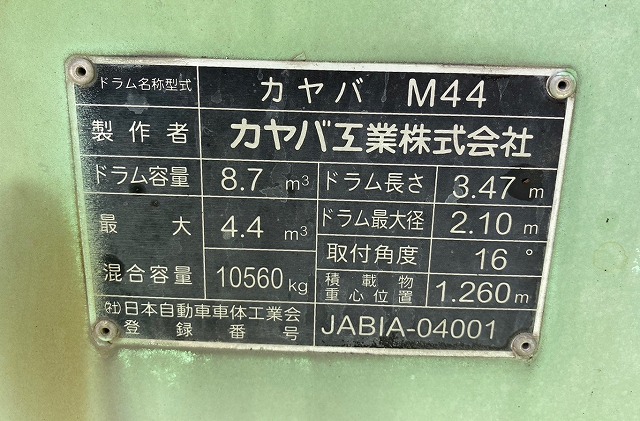 ドラム名称型式 カヤバ M44
製作者 カヤバ工業株式会社
ドラム容量 8.7 m³ ドラム長さ 3.47 m
最大 4.4 m³ ドラム最大径 2.10 m
取付角度 16°
混合容量 10560kg 積載物重心位置 1.260m
(社)日本自動車車体工業会
登録番号 JABIA-04001